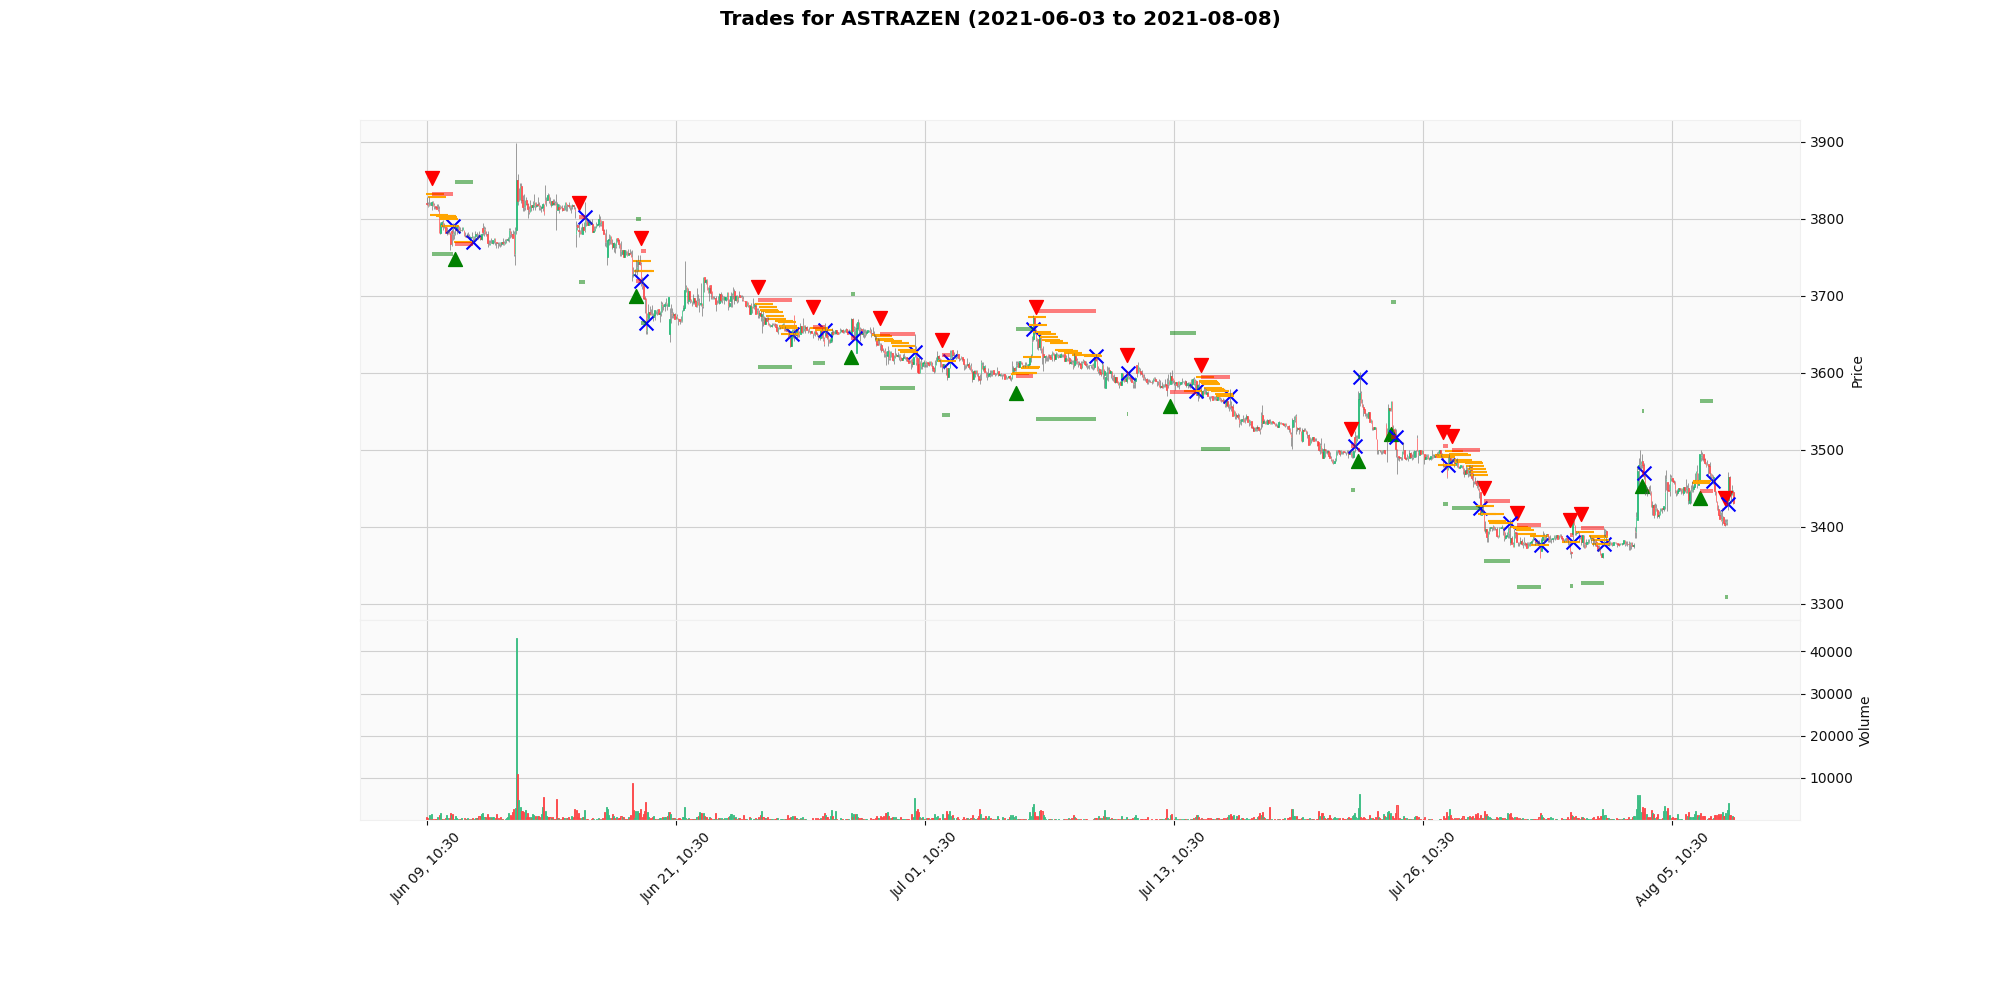 Trades for ASTRAZEN (2021-06-03 to 2021-08-08)
3900
3800
3700
3600
3500
3400
3300
Price
40000
30000
20000
10000
Volume
Jun 09, 10:30
Jun 21, 10:30
Jul 01, 10:30
Jul 13, 10:30
Jul 26, 10:30
Aug 05, 10:30